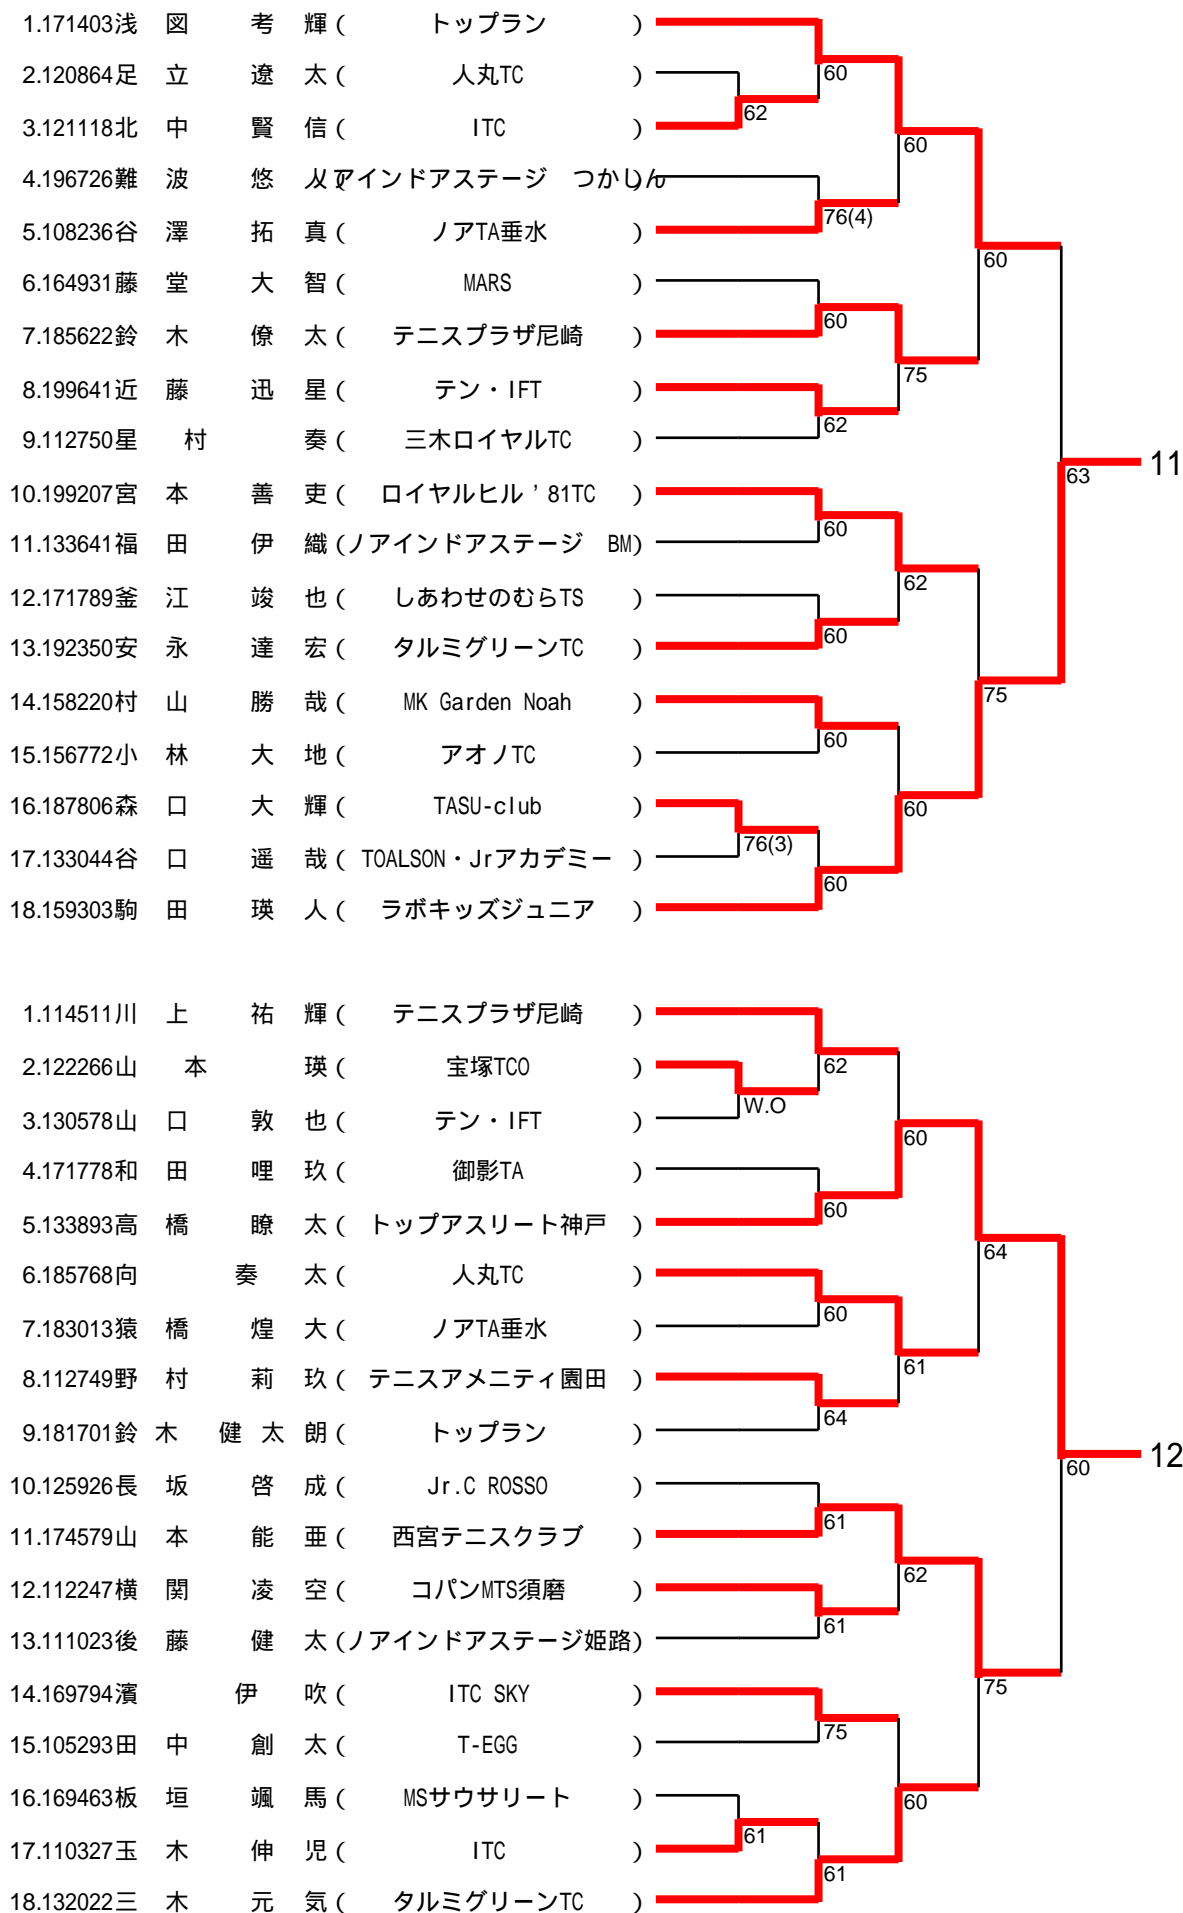 1.171403浅 図 考 輝 ( トップラン )
2.120864足 立 遼 太 ( 人丸TC )
60
62
3.121118北 中 賢 信 ( ITC )
60
4.196726難 波 悠 アインドアステージ つかしん
76(4)
5.108236谷 澤 拓 真 ( ノアTA垂水 )
60
6.164931藤 堂 大 智 ( MARS )
60
7.185622鈴 木 僚 太 ( テニスプラザ尼崎 )
75
8.199641近 藤 迅 星 ( テン・IFT )
62
9.112750星 村 奏 ( 三木ロイヤルTC )
11
63
10.199207宮 本 善 吏 ( ロイヤルヒル'81TC )
60
11.133641福 田 伊 織 (ノアインドアステージ BM)
62
12.171789釜 江 竣 也 ( しあわせのむらTS )
60
13.192350安 永 達 宏 ( タルミグリーンTC )
75
14.158220村 山 勝 哉 ( MK Garden Noah )
60
15.156772小 林 大 地 ( アオノTC )
16.187806森 口 大 輝 ( TASU-club )
60
76(3)
17.133044谷 口 遥 哉 ( TOALSON・Jrアカデミー )
60
18.159303駒 田 瑛 人 ( ラボキッズジュニア )
1.114511川 上 祐 輝 ( テニスプラザ尼崎 )
2.122266山 本 瑛 ( 宝塚TCO )
62
W.O
3.130578山 口 敦 也 ( テン・IFT )
60
4.171778和 田 哩 玖 ( 御影TA )
60
5.133893高 橋 瞭 太 ( トップアスリート神戸 )
64
6.185768向 奏 太 ( 人丸TC )
60
7.183013猿 橋 煌 大 ( ノアTA垂水 )
61
8.112749野 村 莉 玖 ( テニスアメニティ園田 )
64
9.181701鈴 木 健 太 朗 ( トップラン )
12
60
10.125926長 坂 啓 成 ( Jr.C ROSSO )
61
11.174579山 本 能 亜 ( 西宮テニスクラブ )
62
12.112247横 関 凌 空 ( コパンMTS須磨 )
61
13.111023後 藤 健 太 (ノアインドアステージ姫路)
75
14.169794濱 伊 吹 ( ITC SKY )
75
15.105293田 中 創 太 ( T-EGG )
16.169463板 垣 颯 馬 ( MSサウサリート )
60
61
17.110327玉 木 伸 児 ( ITC )
61
18.132022三 木 元 気 ( タルミグリーンTC )